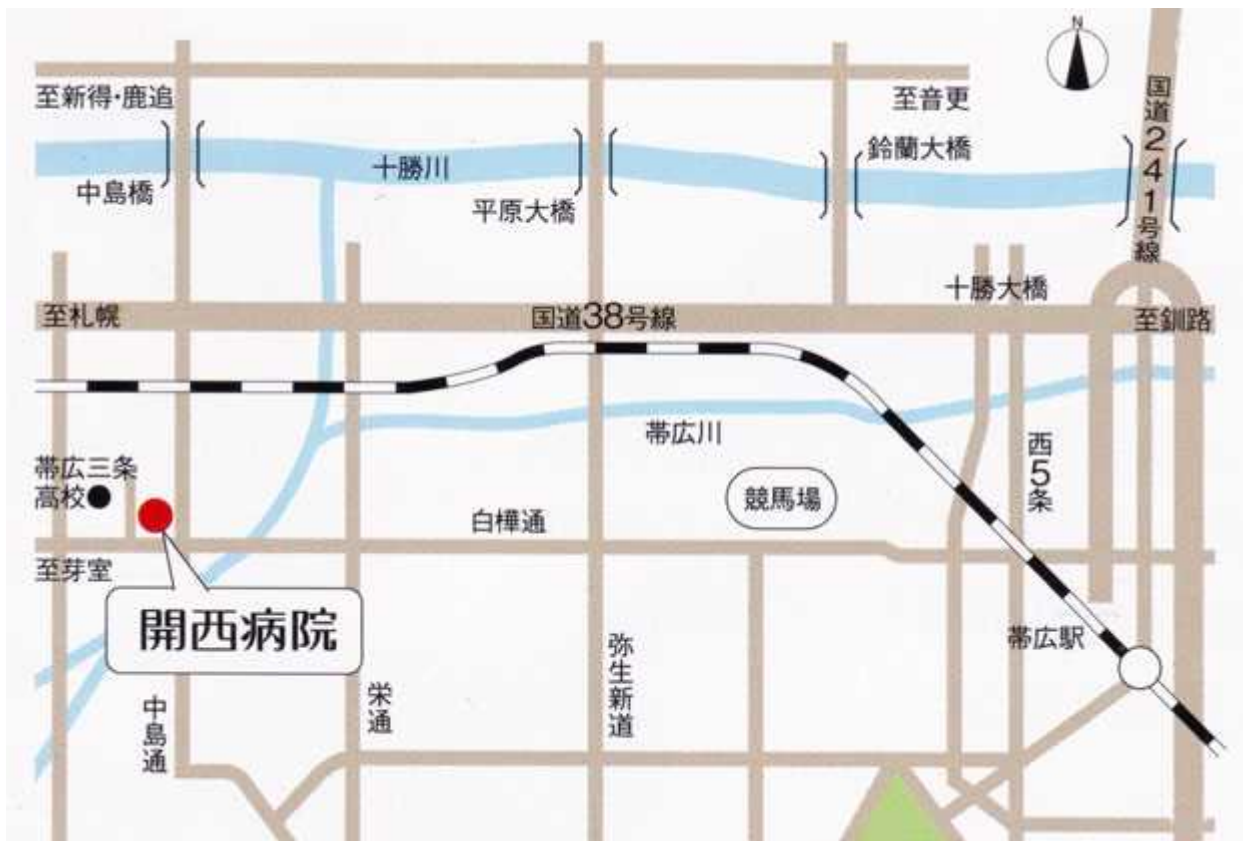 N
至新得・鹿追
至音更
国道241号線
鈴蘭大橋
十勝川
中島橋
平原大橋
十勝大橋
至札幌
国道38号線
至釧路
帯広川
西5条
帯広三条
高校
競馬場
白樺通
至芽室
開西病院
帯広駅
弥生新道
栄通
中島通